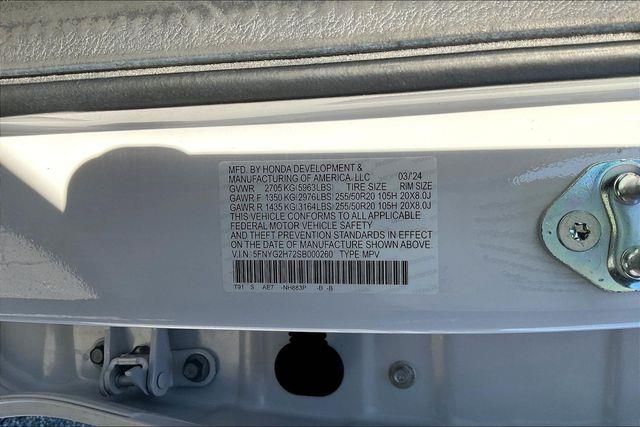 MFD. BY HONDA DEVELOPMENT &
MANUFACTURING OF AMERICA, LLC 03/'24
GVWR 2705KG/5963LBS TIRE SIZE RIM SIZE
GAWR F 1350KG/2976LBS 255/50R20 105H 20X8.0J
GAWR R 1435KG/3164LBS 255/50R20 105H 20X8.0J
THIS VEHICLE CONFORMS TO ALL APPLICABLE
FEDERAL MOTOR VEHICLE SAFETY
AND THEFT PREVENTION STANDARDS IN EFFECT
ON THE DATE OF MANUFACTURE SHOWN ABOVE.
V.I.N. 5FNYG2H72SB000260 TYPE MPV
T91 S AE7 -NH883P -B -B